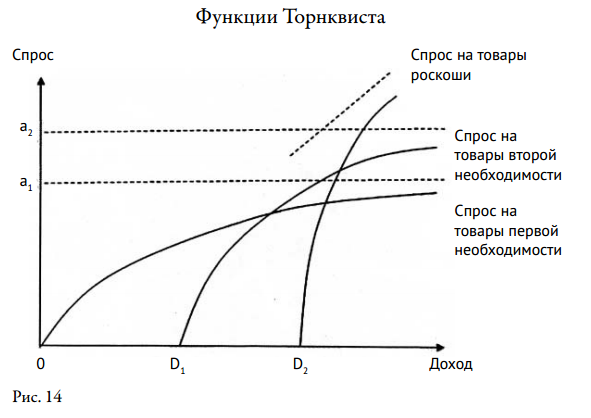 Функции Торнквиста
Спрос
Спрос на товары
роскоши
a2
Спрос на
товары второй
необходимости
a1
Спрос на
товары первой
необходимости
0
D1
D2
Доход
Рис. 14